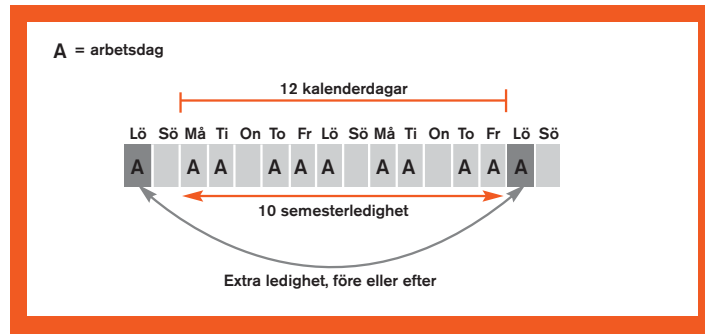 A = arbetsdag
12 kalenderdagar
Lö Sö Må Ti On To Fr Lö Sö Må Ti On To Fr Lö Sö
A A A A A A A A A A A
10 semesterledighet
Extra ledighet, före eller efter